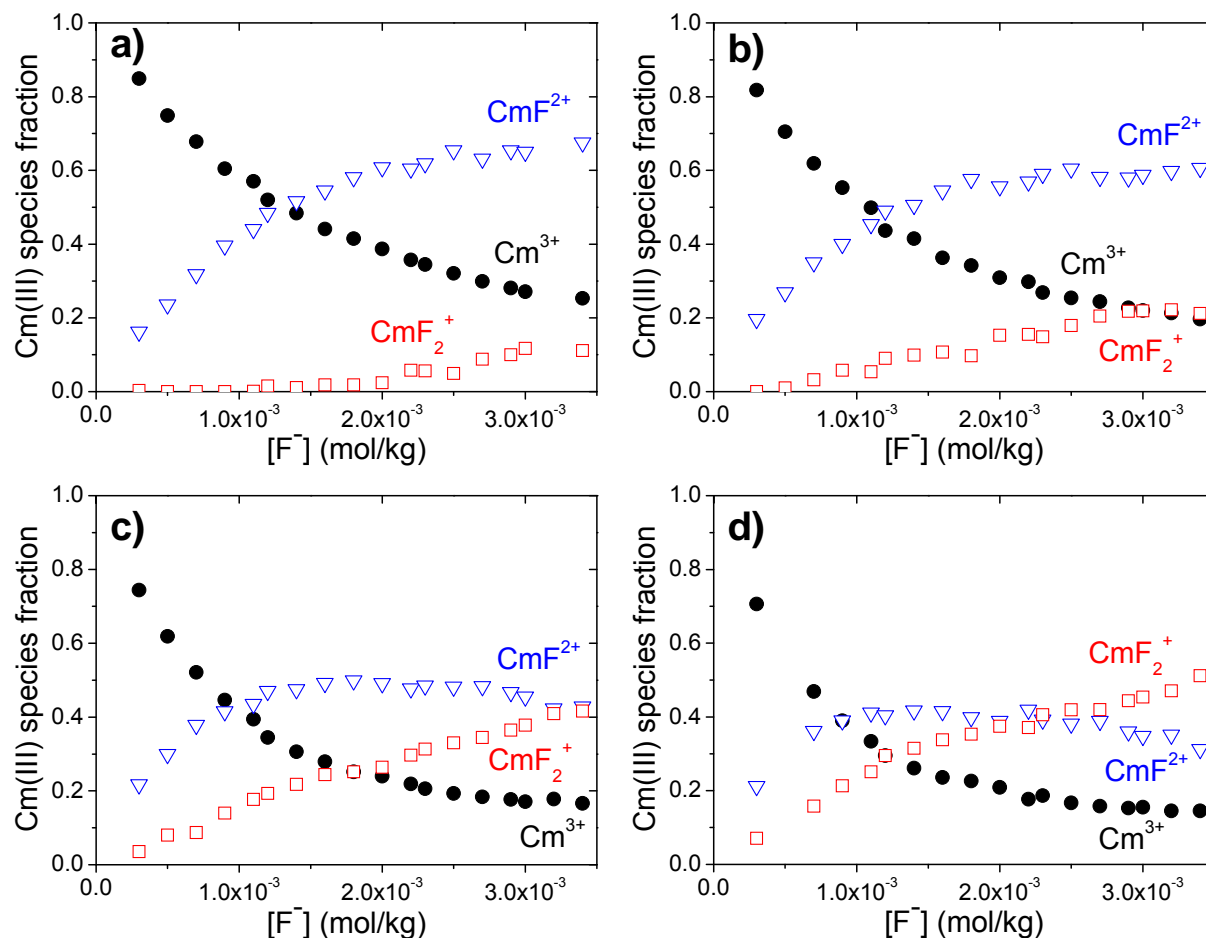 a)
Cm(III) species fraction
1.0
0.8
0.6
0.4
0.2
0.0
CmF²⁺
Cm³⁺
CmF₂⁺
0.0
1.0x10⁻³
2.0x10⁻³
3.0x10⁻³
[F⁻] (mol/kg)
b)
Cm(III) species fraction
1.0
0.8
0.6
0.4
0.2
0.0
CmF²⁺
Cm³⁺
CmF₂⁺
0.0
1.0x10⁻³
2.0x10⁻³
3.0x10⁻³
[F⁻] (mol/kg)
c)
Cm(III) species fraction
1.0
0.8
0.6
0.4
0.2
0.0
CmF²⁺
CmF₂⁺
Cm³⁺
0.0
1.0x10⁻³
2.0x10⁻³
3.0x10⁻³
[F⁻] (mol/kg)
d)
Cm(III) species fraction
1.0
0.8
0.6
0.4
0.2
0.0
CmF₂⁺
CmF²⁺
Cm³⁺
0.0
1.0x10⁻³
2.0x10⁻³
3.0x10⁻³
[F⁻] (mol/kg)